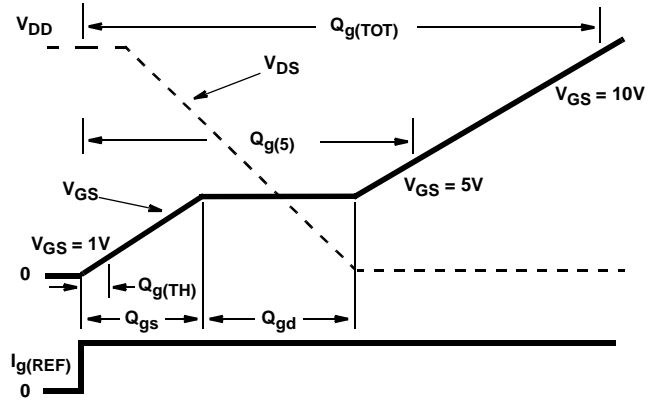 V_DD
Q_g(TOT)
V_DS
V_GS = 10V
Q_g(5)
V_GS
V_GS = 5V
V_GS = 1V
0
Q_g(TH)
Q_gs
Q_gd
I_g(REF)
0